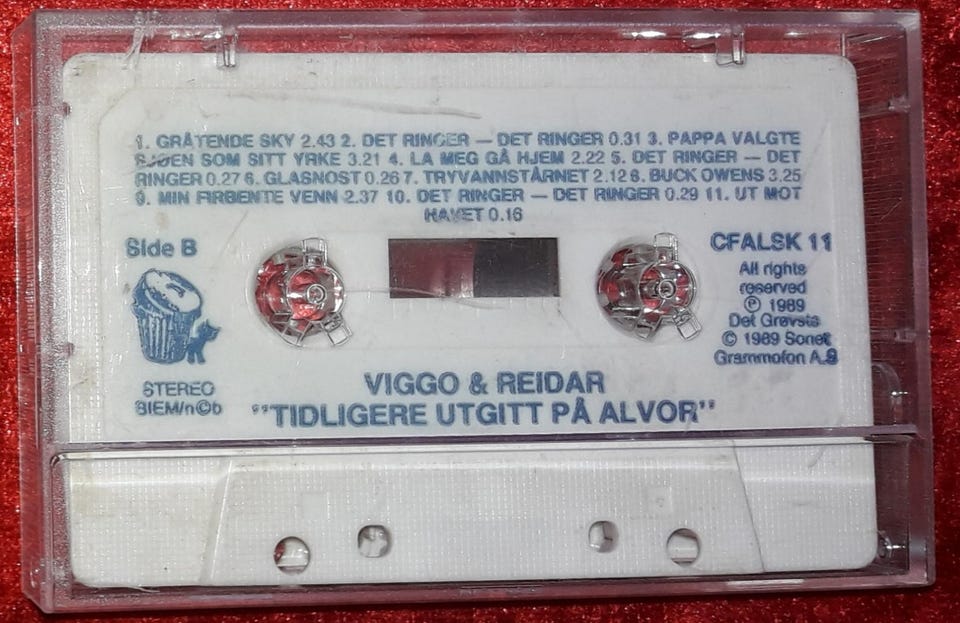 1. GRÅTENDE SKY 2.43 2. DET RINGER — DET RINGER 0.31 3. PAPPA VALGTE
SJØEN SOM SITT YRKE 3.21 4. LA MEG GÅ HJEM 2.22 5. DET RINGER — DET
RINGER 0.27 6. GLASNOST 0.26 7. TRYVANNSTÅRNET 2.12 8. BUCK OWENS 3.25
9. MIN FIRBENTE VENN 2.37 10. DET RINGER — DET RINGER 0.29 11. UT MOT
HAVET 0.16
Side B
CFALSK 11
All rights
reserved
Ⓟ 1989
Det Grøvste
© 1989 Sonet
Grammofon A.S
STEREO
BIEM/n©b
VIGGO & REIDAR
"TIDLIGERE UTGITT PÅ ALVOR"